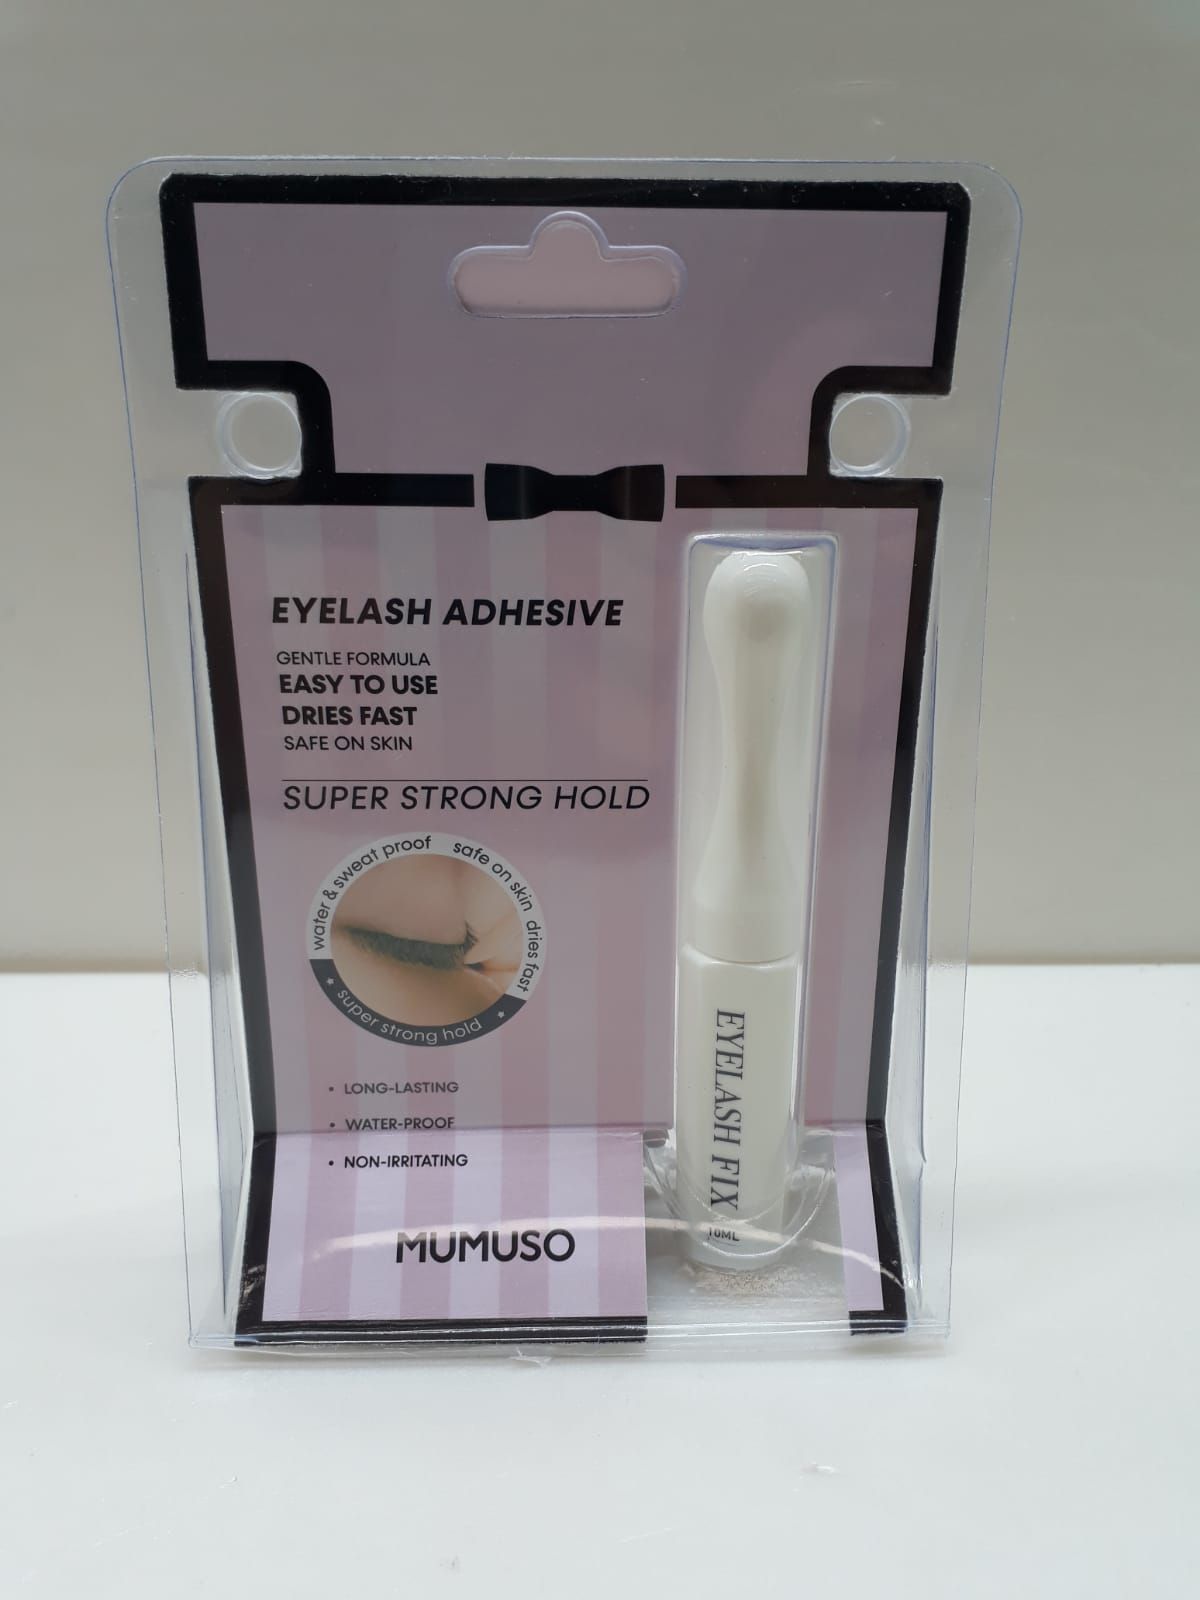 EYELASH ADHESIVE
GENTLE FORMULA
EASY TO USE
DRIES FAST
SAFE ON SKIN
SUPER STRONG HOLD
water & sweat proof
safe on skin
dries fast
super strong hold
• LONG-LASTING
• WATER-PROOF
• NON-IRRITATING
MUMUSO
EYELASH FIX
10ML